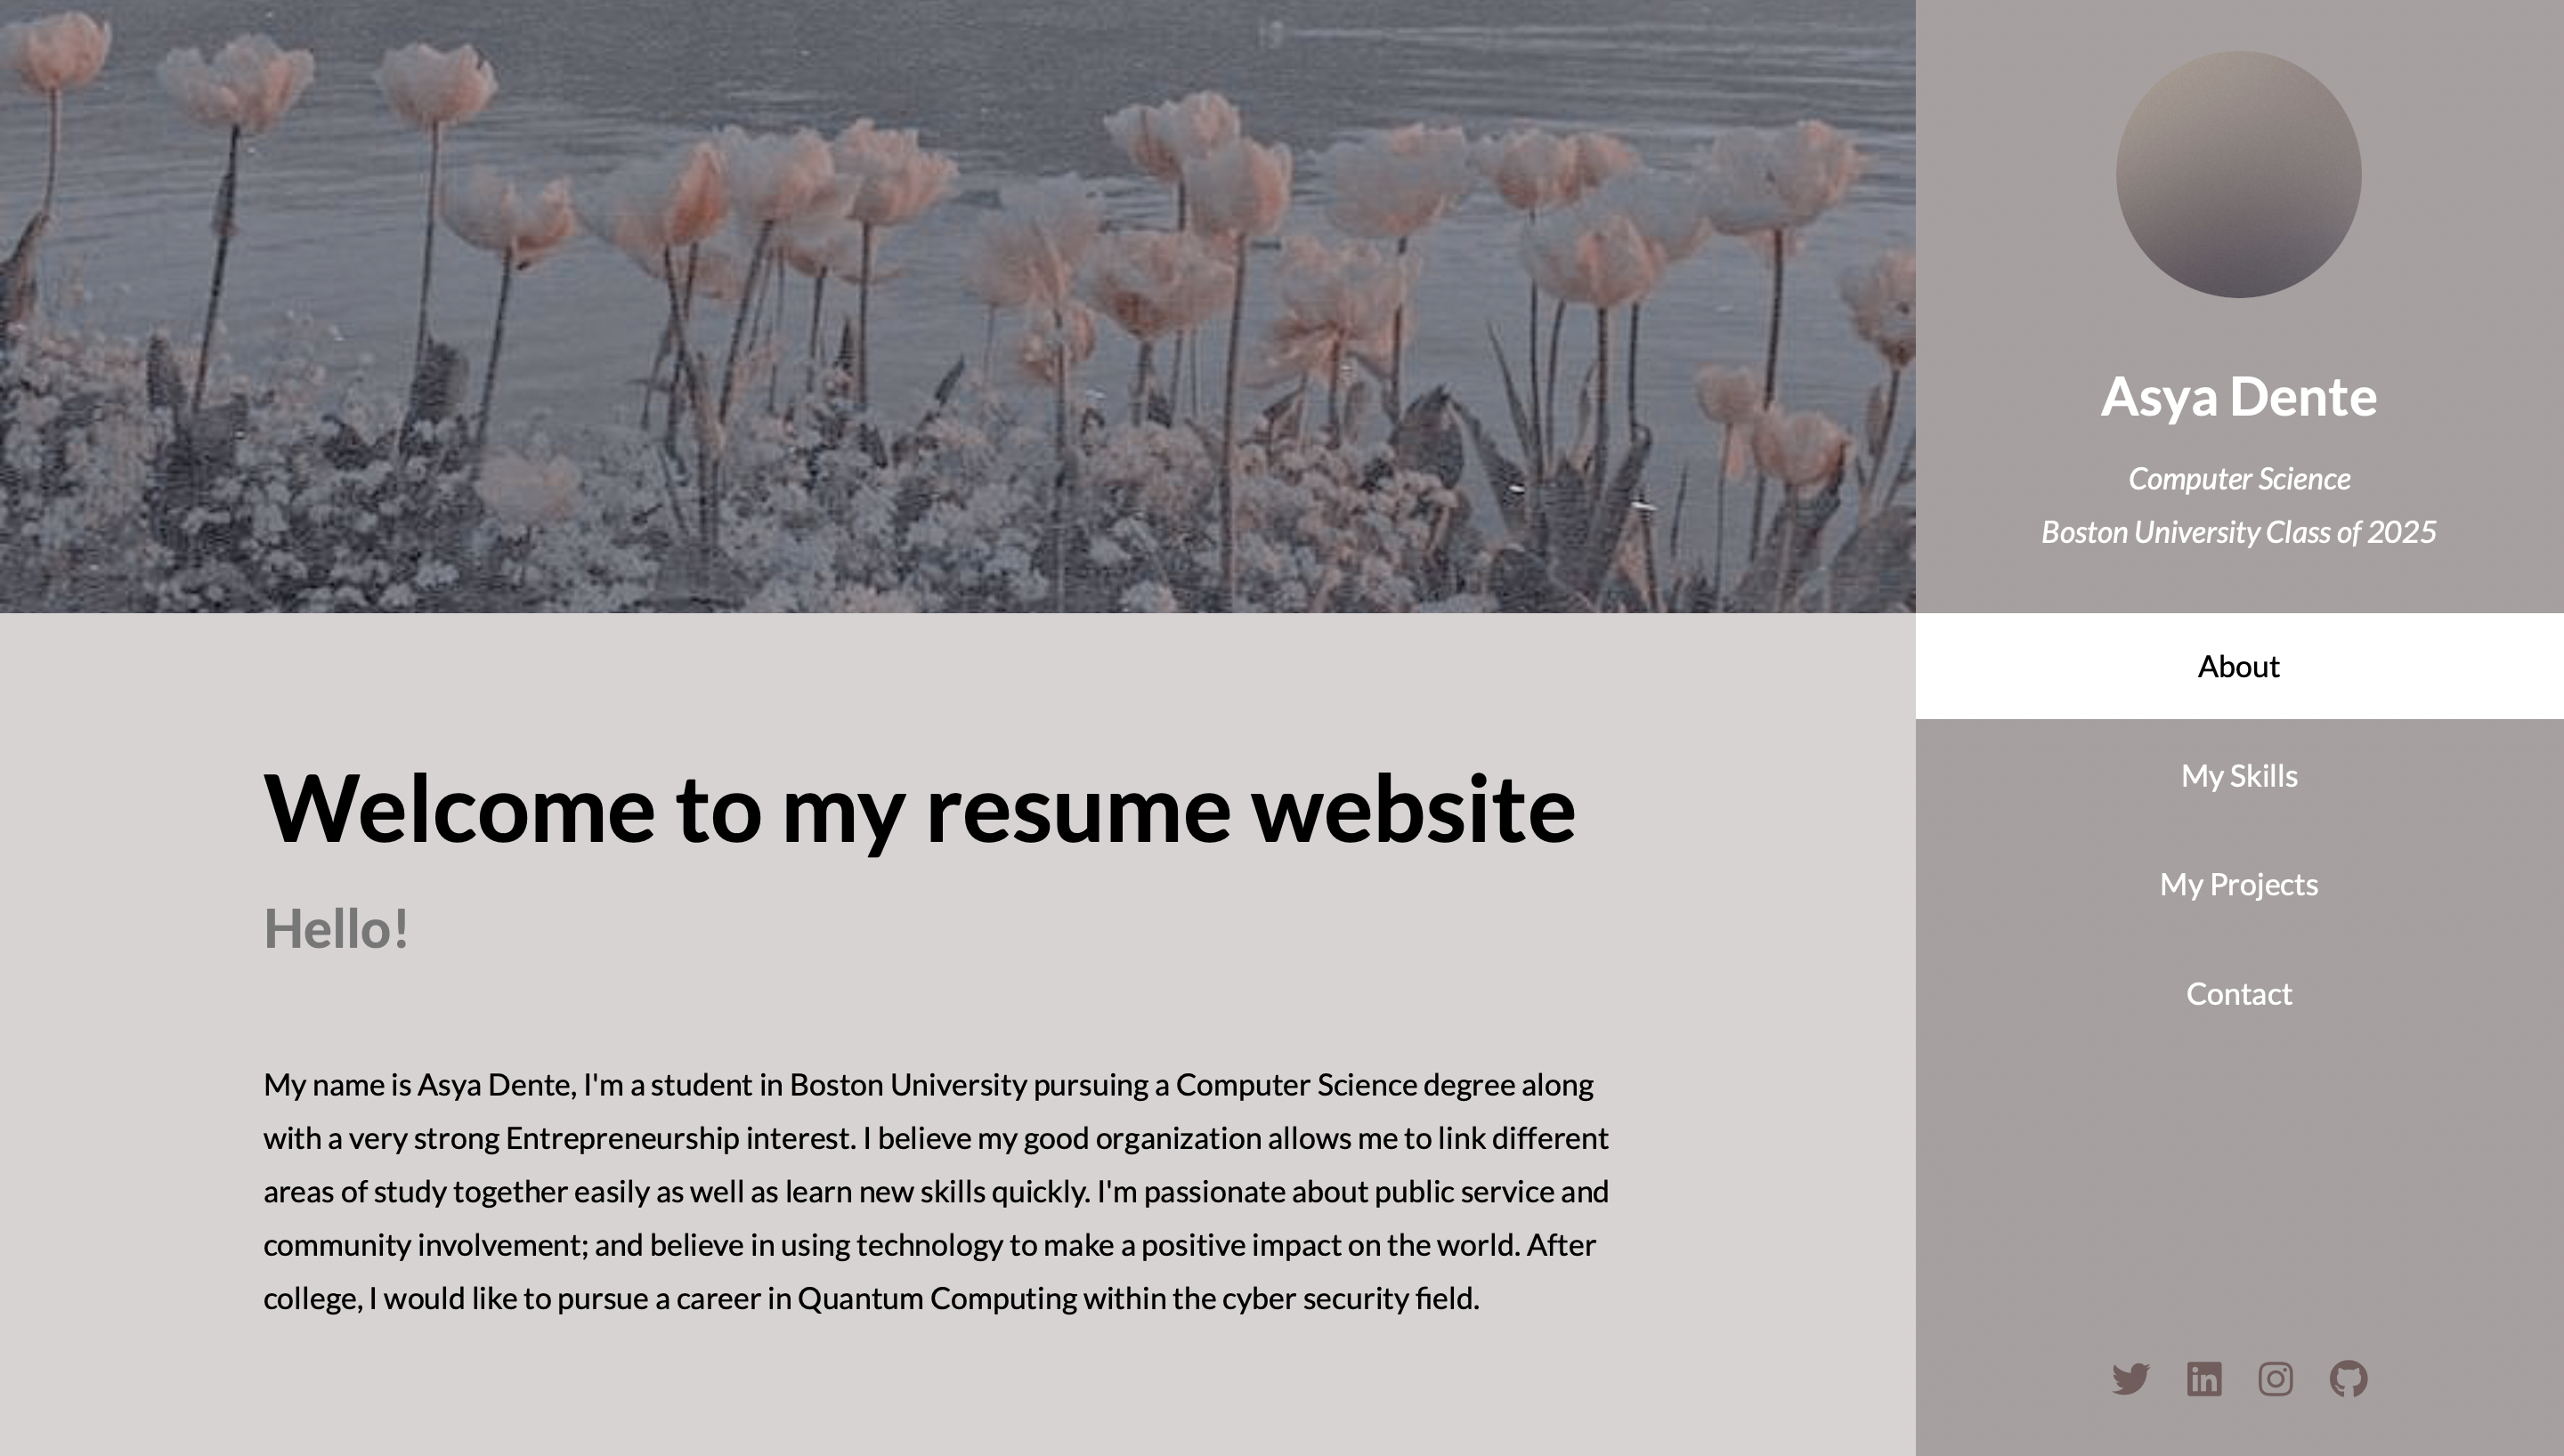 Asya Dente
Computer Science
Boston University Class of 2025
About
My Skills
My Projects
Contact
Welcome to my resume website
Hello!
My name is Asya Dente, I'm a student in Boston University pursuing a Computer Science degree along
with a very strong Entrepreneurship interest. I believe my good organization allows me to link different
areas of study together easily as well as learn new skills quickly. I'm passionate about public service and
community involvement; and believe in using technology to make a positive impact on the world. After
college, I would like to pursue a career in Quantum Computing within the cyber security field.